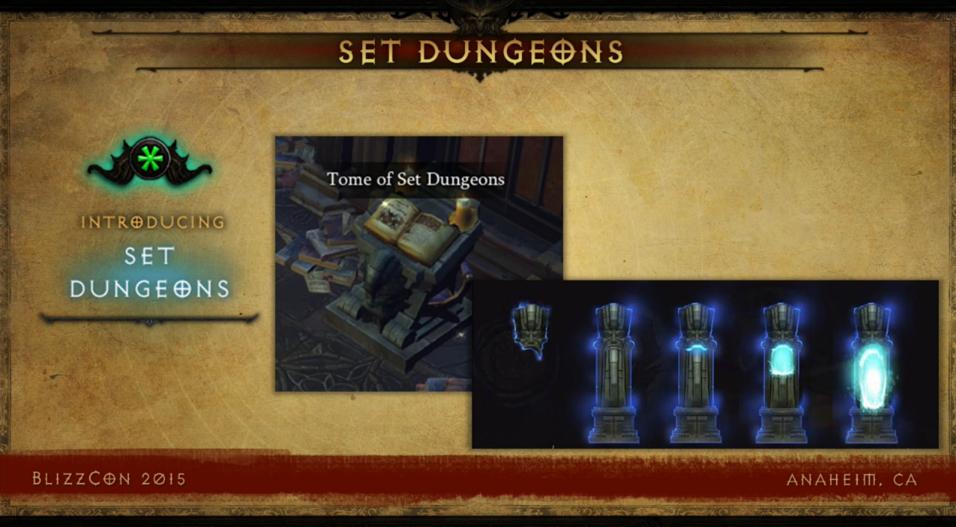 SET DUNGEONS
INTRODUCING
SET
DUNGEONS
Tome of Set Dungeons
BLIZZCON 2015
ANAHEIM, CA